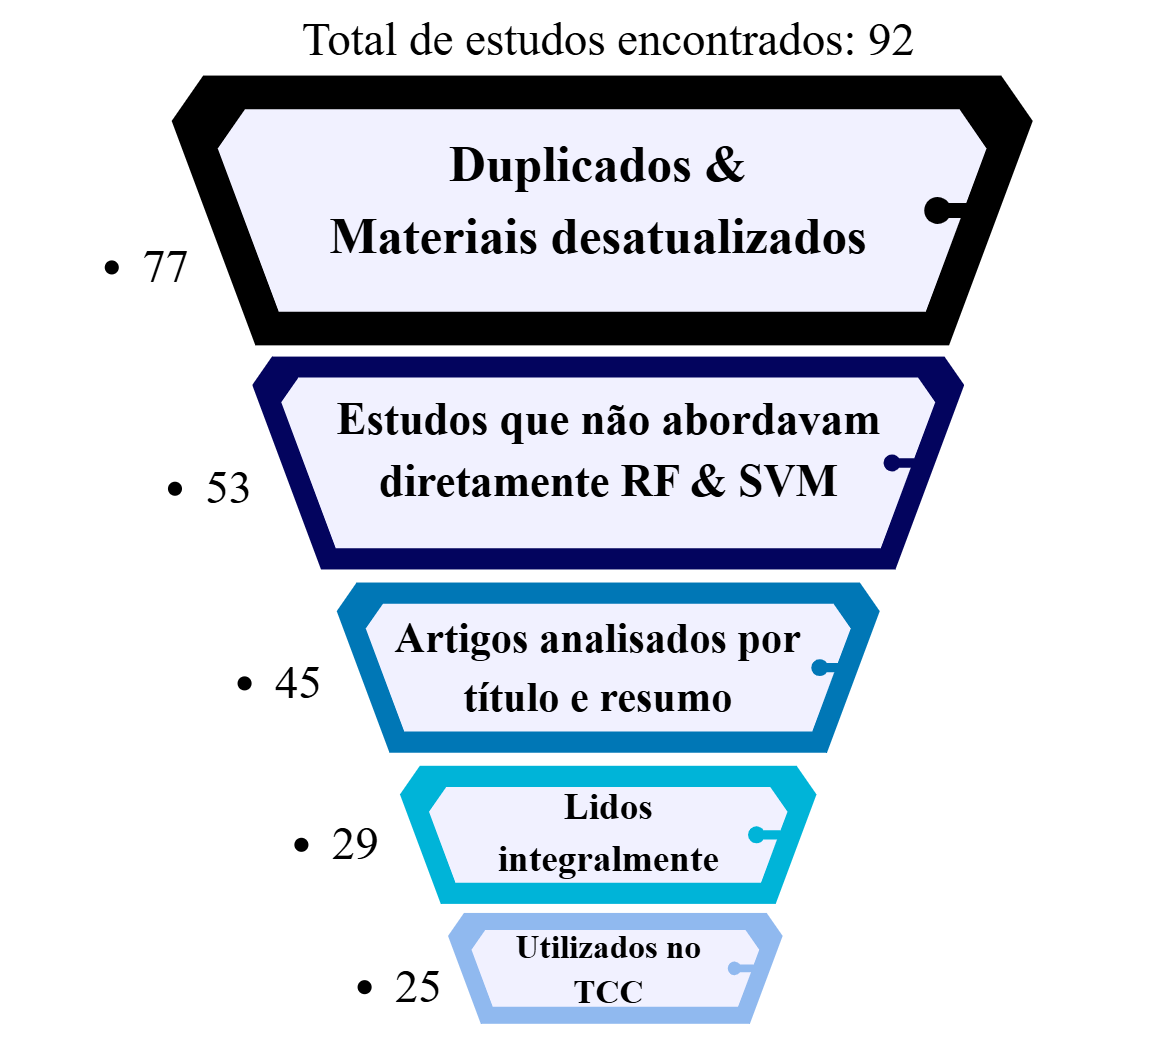 Total de estudos encontrados: 92
Duplicados &
Materiais desatualizados
• 77
Estudos que não abordavam
diretamente RF & SVM
• 53
Artigos analisados por
título e resumo
• 45
Lidos
integralmente
• 29
Utilizados no
TCC
• 25